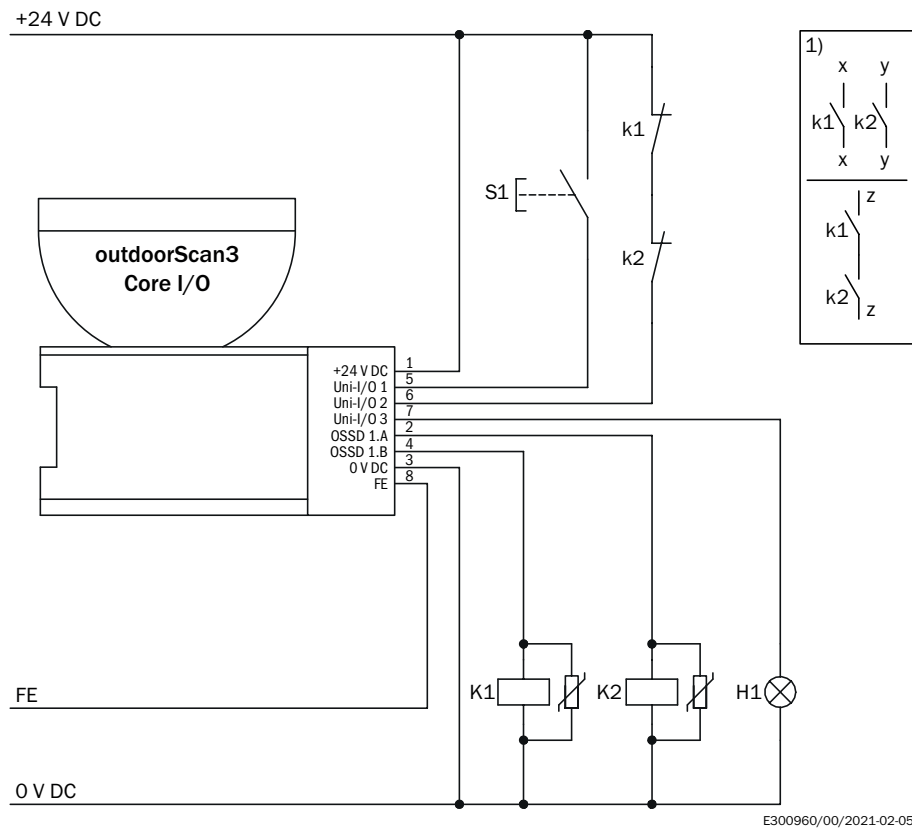 +24 V DC
1)
x y
k1 k2
x y
z
k1
k2
z
k1
S1
k2
outdoorScan3
Core I/O
+24 V DC 1
Uni-I/O 1 5
Uni-I/O 2 6
Uni-I/O 3 7
OSSD 1.A 2
OSSD 1.B 4
0 V DC 3
FE 8
FE
K1 K2 H1
0 V DC
E300960/00/2021-02-05